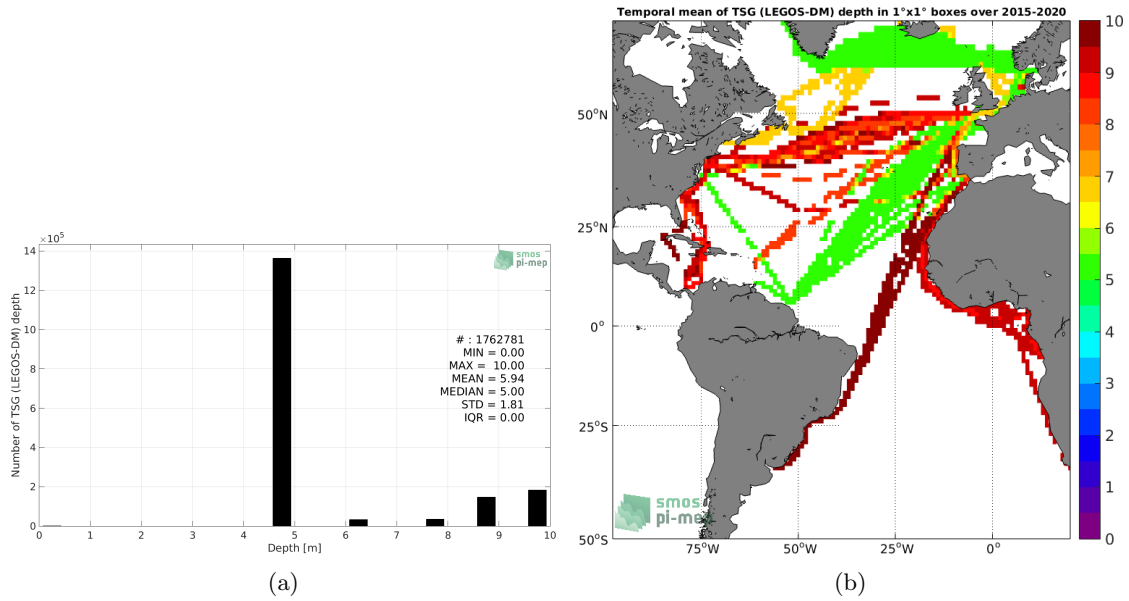 Temporal mean of TSG (LEGOS-DM) depth in 1°x1° boxes over 2015-2020
×10⁵
14
12
10
8
6
4
2
0
Number of TSG (LEGOS-DM) depth
smos
pi-mep
# : 1762781
MIN = 0.00
MAX = 10.00
MEAN = 5.94
MEDIAN = 5.00
STD = 1.81
IQR = 0.00
0 1 2 3 4 5 6 7 8 9 10
Depth [m]
(a)
50°N
25°N
0°
25°S
50°S
75°W 50°W 25°W 0°
smos
pi-mep
10
9
8
7
6
5
4
3
2
1
0
(b)